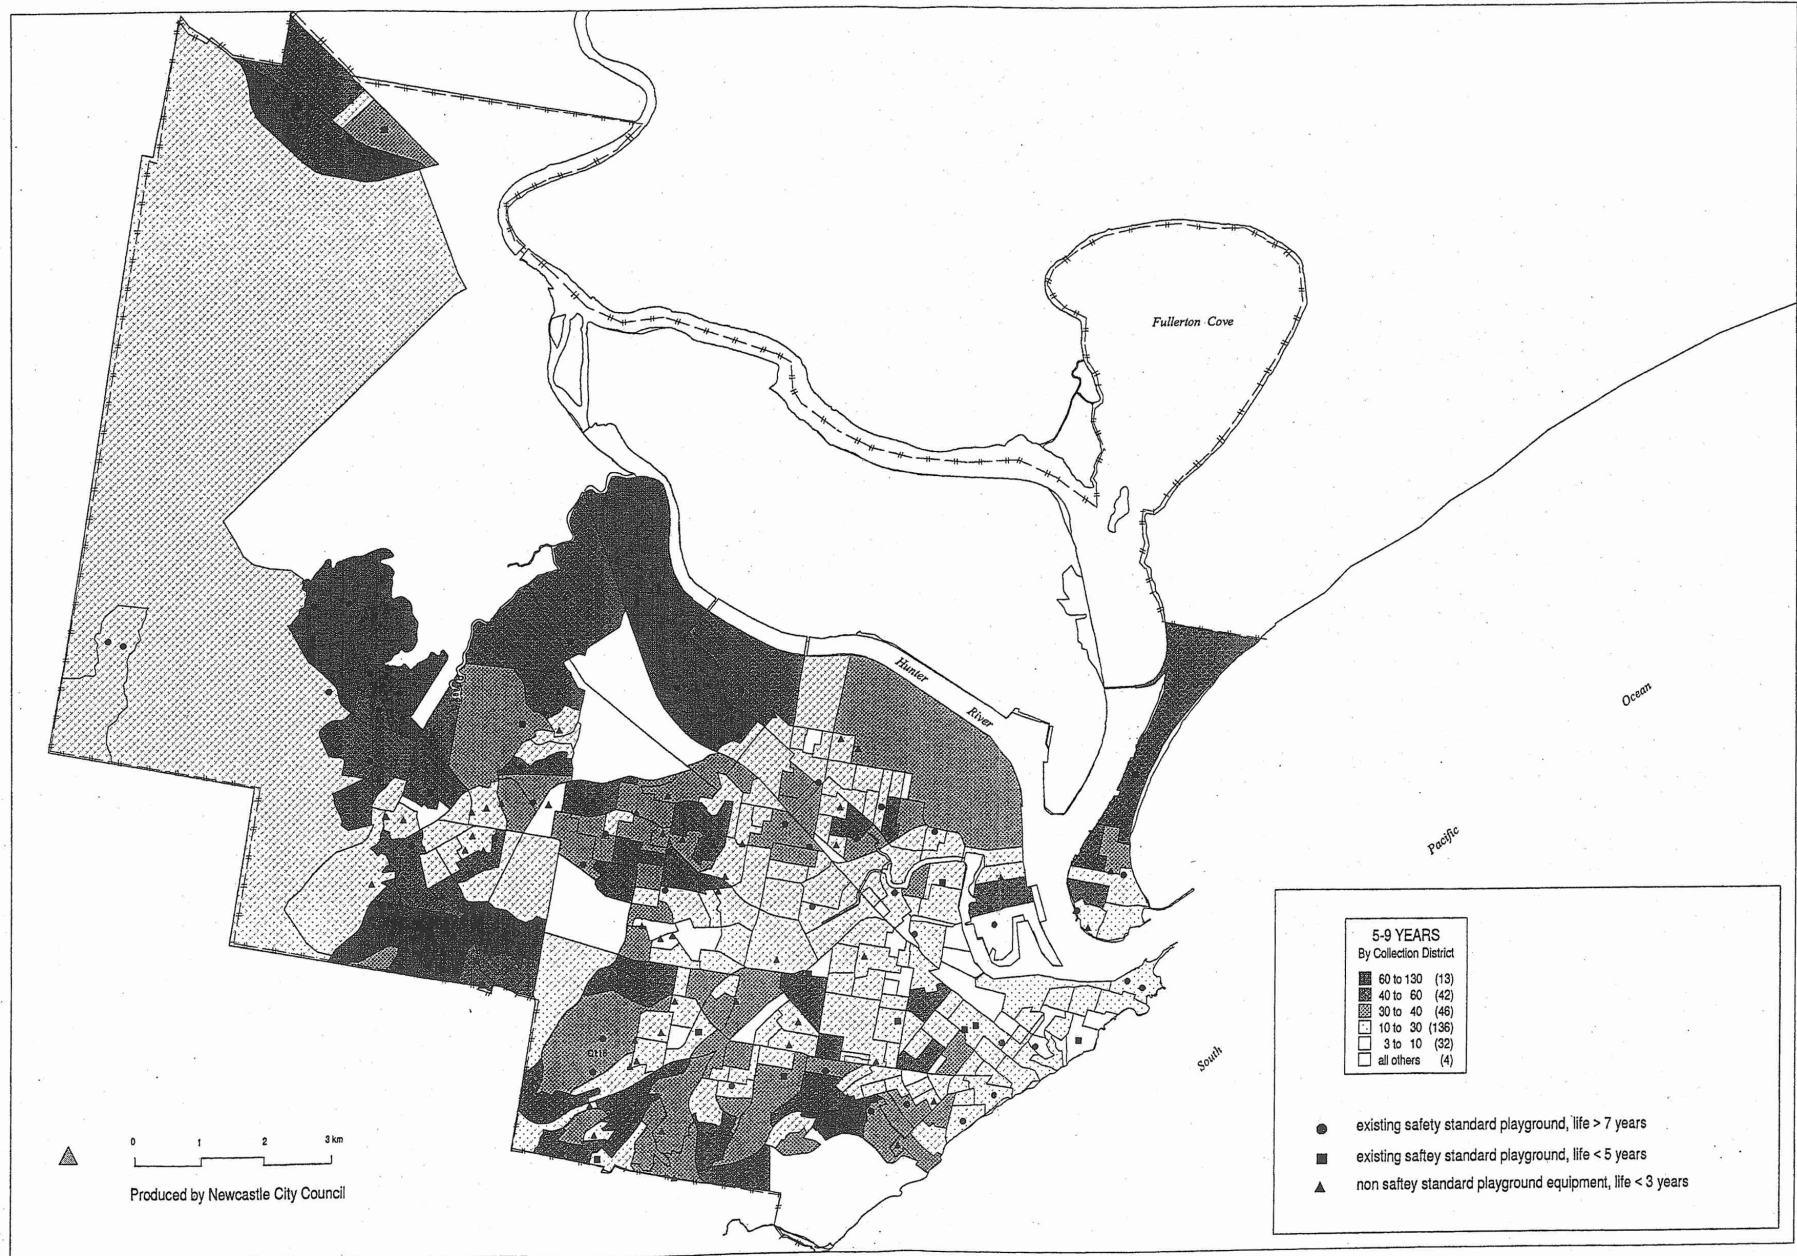 Fullerton Cove
Hunter
River
Ocean
Pacific
South
5-9 YEARS
By Collection District
60 to 130 (13)
40 to 60 (42)
30 to 40 (46)
10 to 30 (136)
3 to 10 (32)
all others (4)
existing safety standard playground, life > 7 years
existing saftey standard playground, life < 5 years
non saftey standard playground equipment, life < 3 years
0 1 2 3 km
Produced by Newcastle City Council